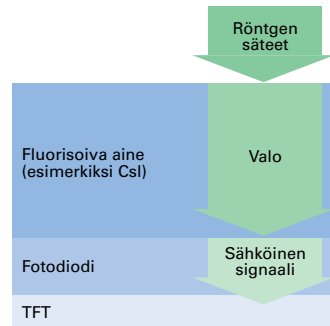 Röntgen
säteet
Fluorisoiva aine
(esimerkiksi CsI)
Valo
Fotodiodi
Sähköinen
signaali
TFT